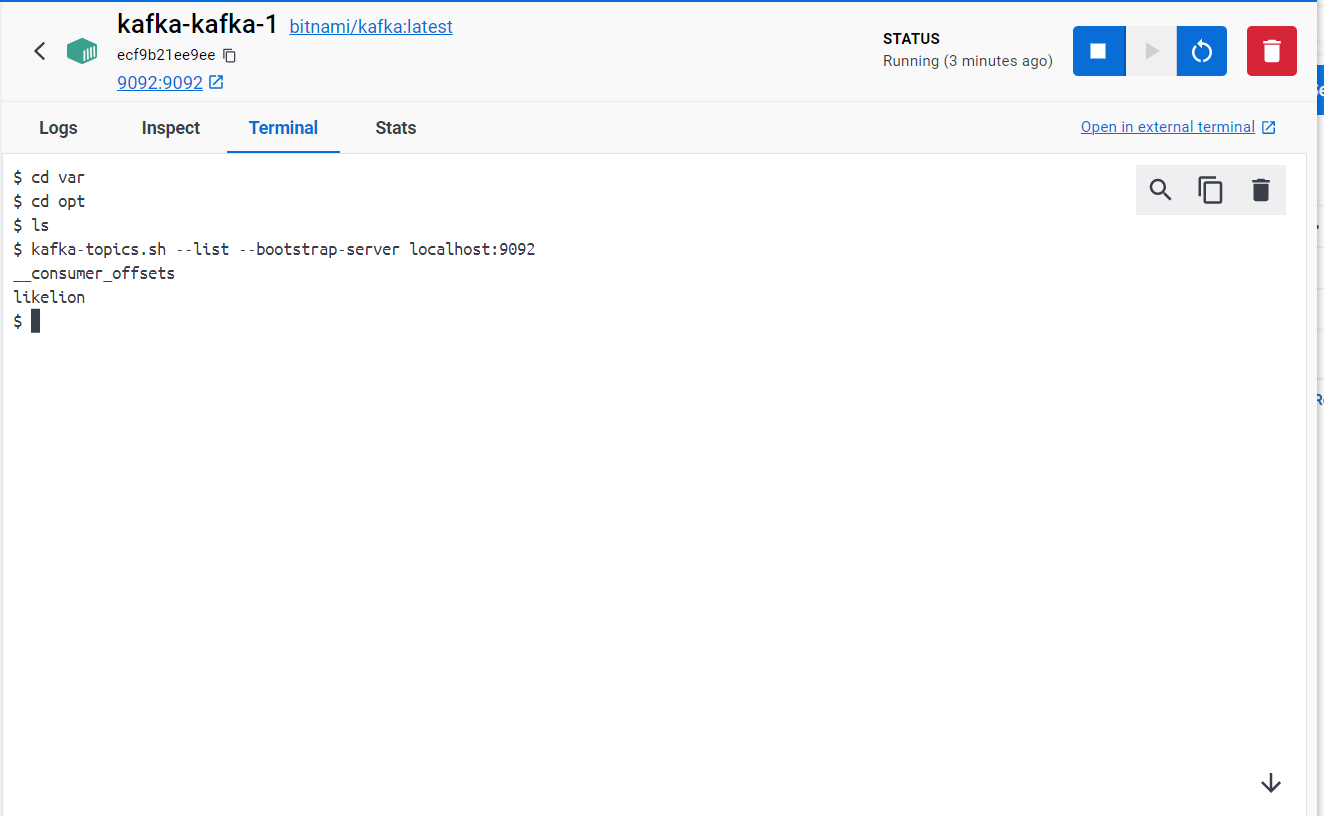 kafka-kafka-1 bitnami/kafka:latest
ecf9b21ee9ee
9092:9092
STATUS
Running (3 minutes ago)
Logs Inspect Terminal Stats Open in external terminal
$ cd var
$ cd opt
$ ls
$ kafka-topics.sh --list --bootstrap-server localhost:9092
__consumer_offsets
likelion
$